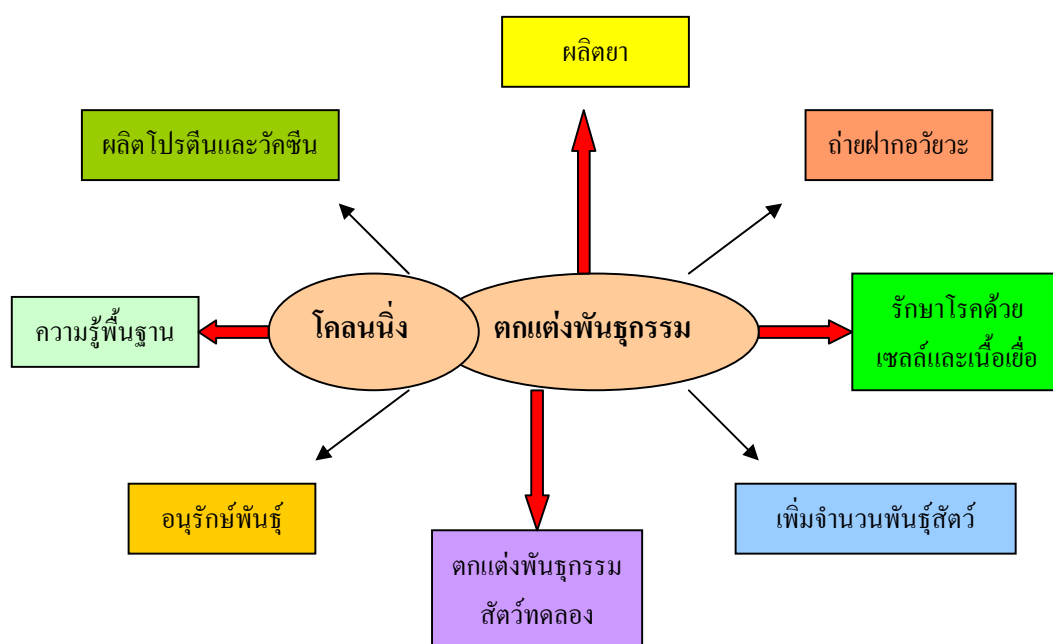 ผลิตยา
ผลิตโปรตีนและวัคซีน
ถ่ายฝากอวัยวะ
ความรู้พื้นฐาน
โคลนนิ่ง
ตกแต่งพันธุกรรม
รักษาโรคด้วย
เซลล์และเนื้อเยื่อ
อนุรักษ์พันธุ์
ตกแต่งพันธุกรรม
สัตว์ทดลอง
เพิ่มจำนวนพันธุ์สัตว์